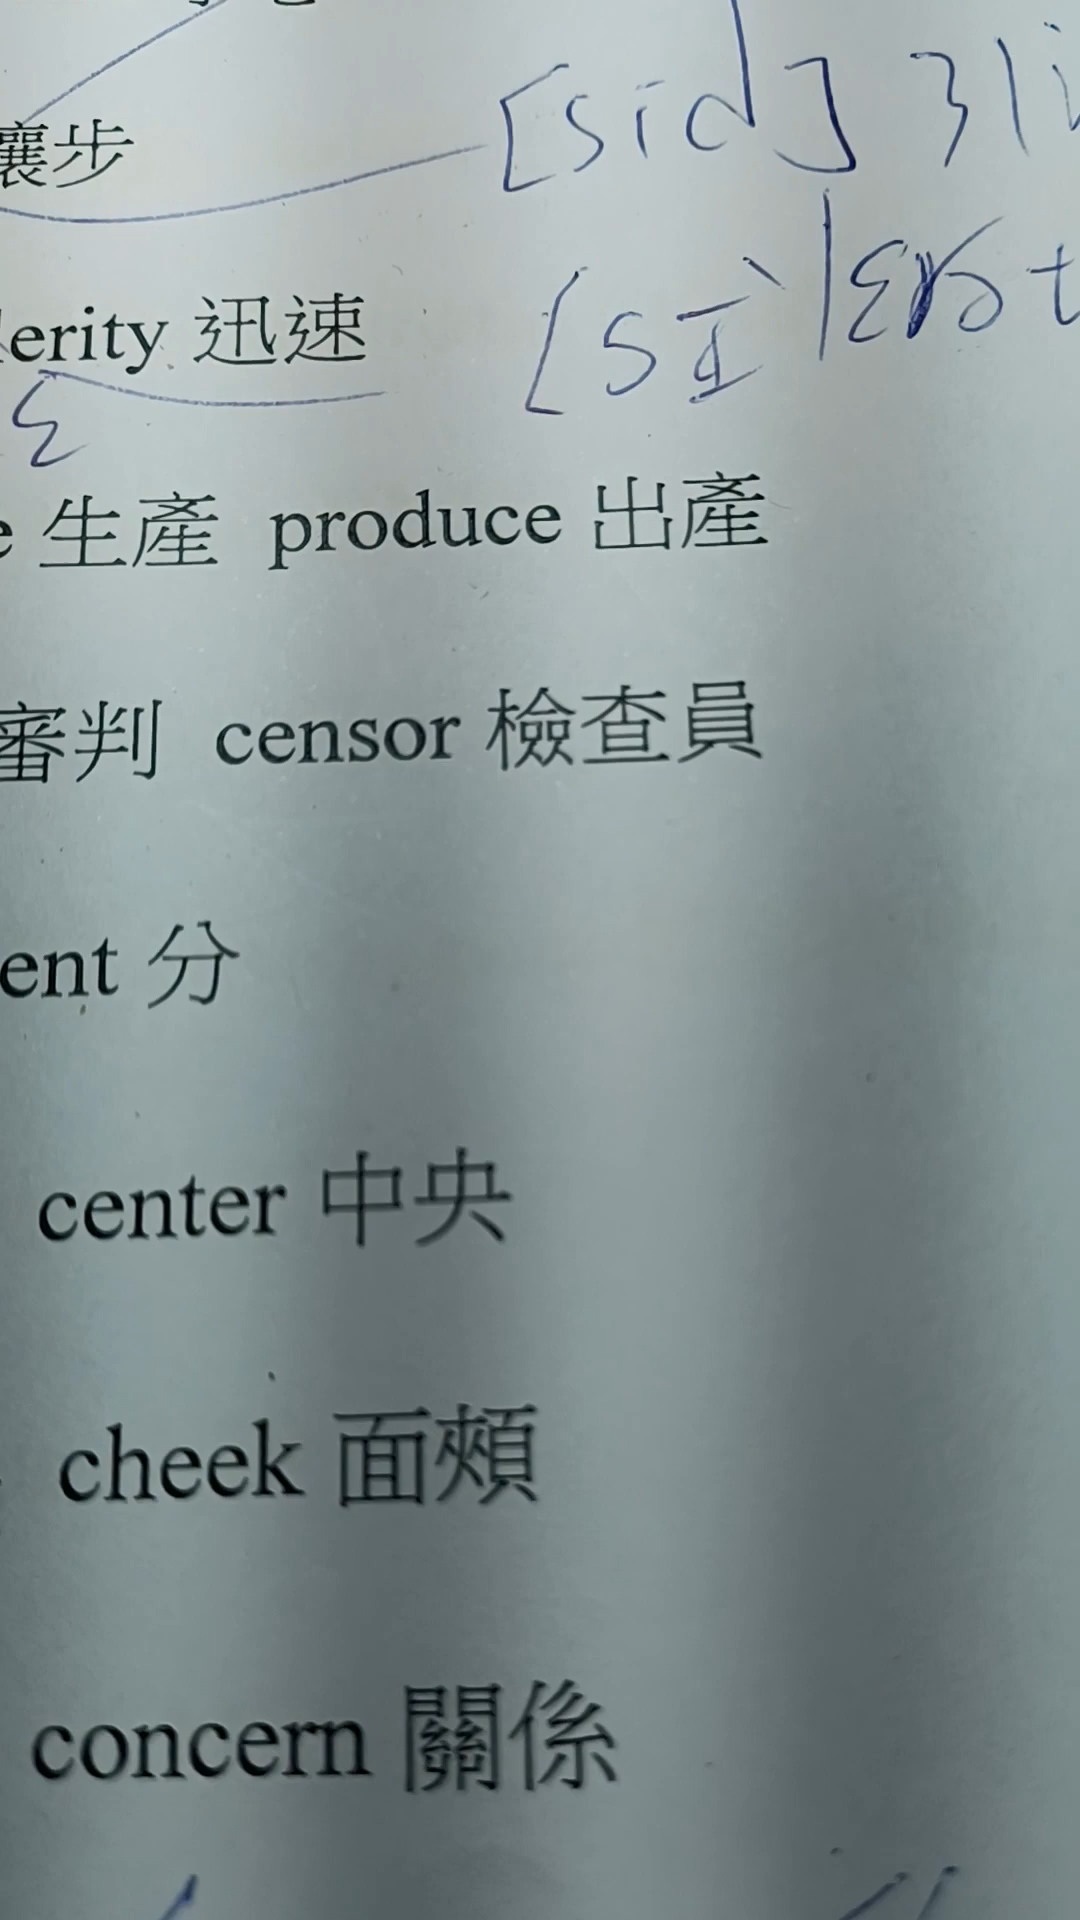 [sid]
讓步
lerity 迅速
ε
生產 produce 出產
審判 censor 檢查員
ent 分
center 中央
cheek 面頰
concern 關係